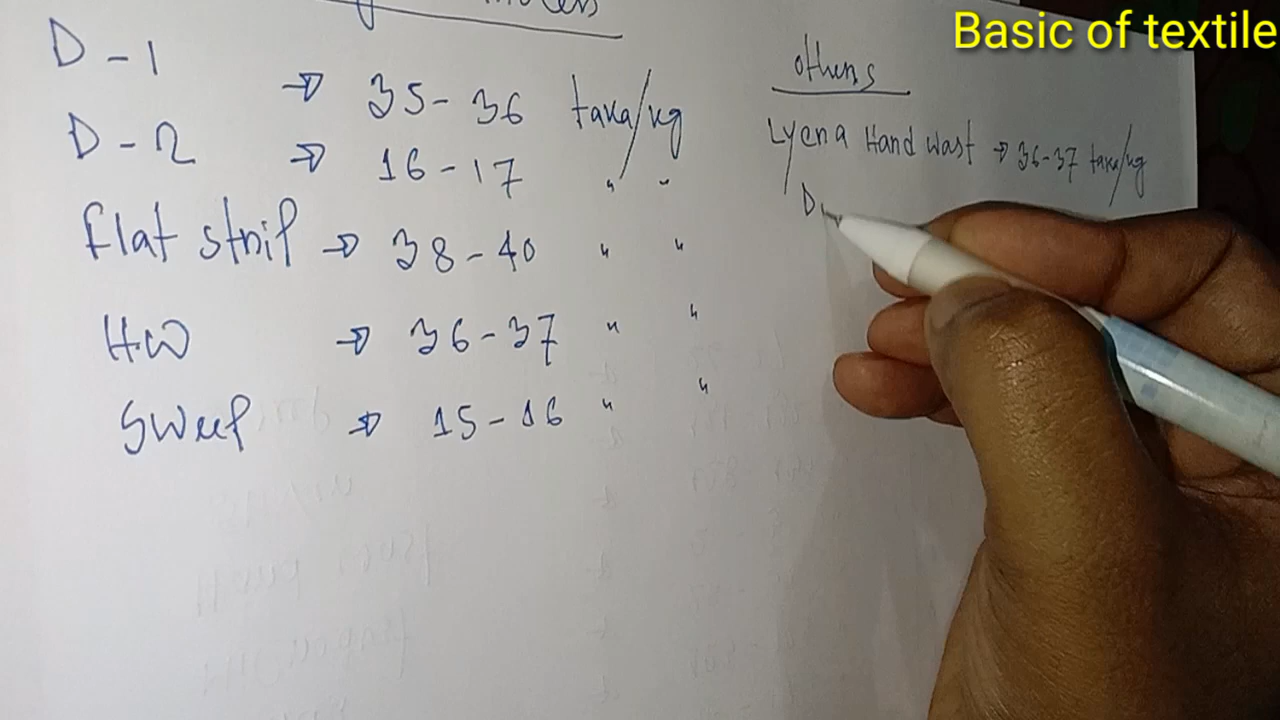 Basic of textile
D - 1 → 35 - 36 taka/kg
D - 2 → 16 - 17 " "
Flat strip → 38 - 40 " "
H.W → 36 - 37 " "
Sweep → 15 - 16 " "
others
Lycra Hand wast → 36-37 taka/kg
D